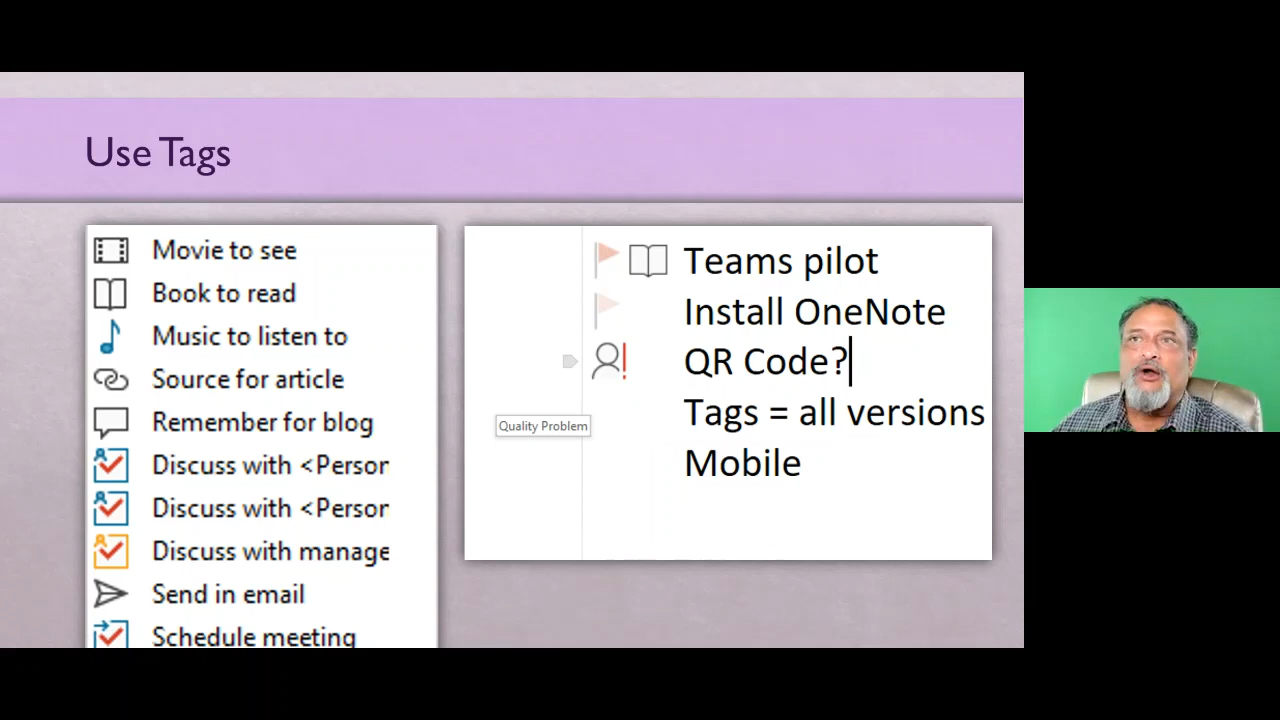 Use Tags
Movie to see
Book to read
Music to listen to
Source for article
Remember for blog
Discuss with <Persor
Discuss with <Persor
Discuss with manage
Send in email
Schedule meeting
Teams pilot
Install OneNote
QR Code?
Tags = all versions
Quality Problem
Mobile